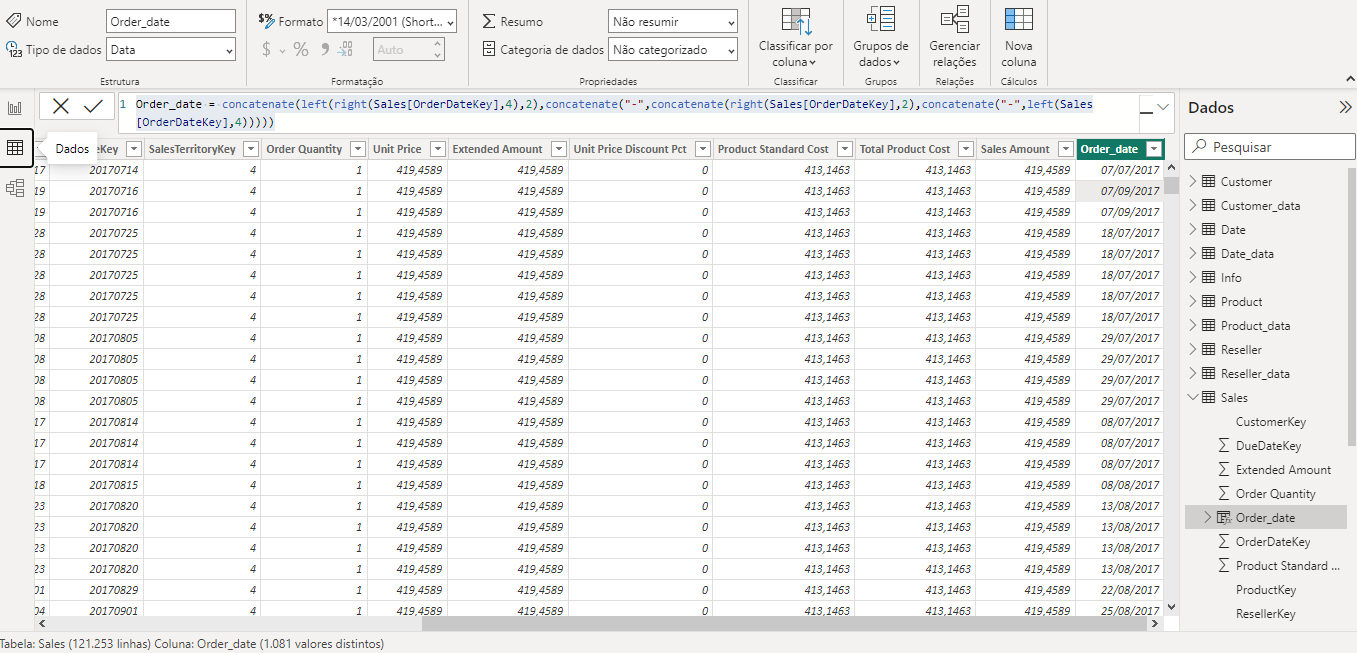 Nome Order_date
Tipo de dados Data
Estrutura
$% Formato *14/03/2001 (Short...
$ % 9 .00 Auto
Formatação
Resumo Não resumir
Categoria de dados Não categorizado
Propriedades
Classificar por coluna
Classificar
Grupos de dados
Grupos
Gerenciar relações
Relações
Nova coluna
Cálculos
1 Order_date = concatenate(left(right(Sales[OrderDateKey],4),2),concatenate("-",concatenate(right(Sales[OrderDateKey],2),concatenate("-",left(Sales
[OrderDateKey],4)))))
Dados
eKey SalesTerritoryKey Order Quantity Unit Price Extended Amount Unit Price Discount Pct Product Standard Cost Total Product Cost Sales Amount Order_date
17 20170714 4 1 419,4589 419,4589 0 413,1463 413,1463 419,4589 07/07/2017
19 20170716 4 1 419,4589 419,4589 0 413,1463 413,1463 419,4589 07/09/2017
19 20170716 4 1 419,4589 419,4589 0 413,1463 413,1463 419,4589 07/09/2017
28 20170725 4 1 419,4589 419,4589 0 413,1463 413,1463 419,4589 18/07/2017
28 20170725 4 1 419,4589 419,4589 0 413,1463 413,1463 419,4589 18/07/2017
28 20170725 4 1 419,4589 419,4589 0 413,1463 413,1463 419,4589 18/07/2017
28 20170725 4 1 419,4589 419,4589 0 413,1463 413,1463 419,4589 18/07/2017
28 20170725 4 1 419,4589 419,4589 0 413,1463 413,1463 419,4589 18/07/2017
08 20170805 4 1 419,4589 419,4589 0 413,1463 413,1463 419,4589 29/07/2017
08 20170805 4 1 419,4589 419,4589 0 413,1463 413,1463 419,4589 29/07/2017
08 20170805 4 1 419,4589 419,4589 0 413,1463 413,1463 419,4589 29/07/2017
08 20170805 4 1 419,4589 419,4589 0 413,1463 413,1463 419,4589 29/07/2017
17 20170814 4 1 419,4589 419,4589 0 413,1463 413,1463 419,4589 08/07/2017
17 20170814 4 1 419,4589 419,4589 0 413,1463 413,1463 419,4589 08/07/2017
17 20170814 4 1 419,4589 419,4589 0 413,1463 413,1463 419,4589 08/07/2017
18 20170815 4 1 419,4589 419,4589 0 413,1463 413,1463 419,4589 08/08/2017
23 20170820 4 1 419,4589 419,4589 0 413,1463 413,1463 419,4589 13/08/2017
23 20170820 4 1 419,4589 419,4589 0 413,1463 413,1463 419,4589 13/08/2017
23 20170820 4 1 419,4589 419,4589 0 413,1463 413,1463 419,4589 13/08/2017
23 20170820 4 1 419,4589 419,4589 0 413,1463 413,1463 419,4589 13/08/2017
01 20170829 4 1 419,4589 419,4589 0 413,1463 413,1463 419,4589 22/08/2017
04 20170901 4 1 419,4589 419,4589 0 413,1463 413,1463 419,4589 25/08/2017
Tabela: Sales (121.253 linhas) Coluna: Order_date (1.081 valores distintos)
Dados
Pesquisar
Customer
Customer_data
Date
Date_data
Info
Product
Product_data
Reseller
Reseller_data
Sales
CustomerKey
DueDateKey
Extended Amount
Order Quantity
Order_date
OrderDateKey
Product Standard ...
ProductKey
ResellerKey